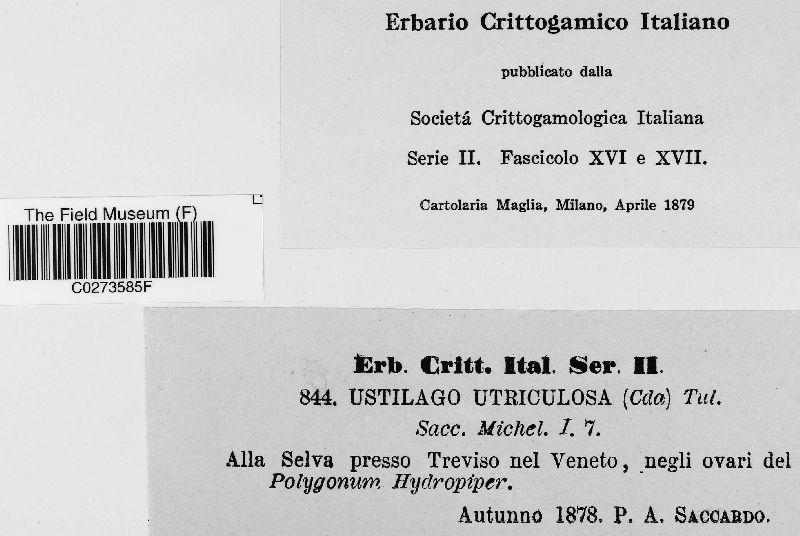 Erbario Crittogamico Italiano
pubblicato dalla
Societá Crittogamologica Italiana
Serie II. Fascicolo XVI e XVII.
Cartolaria Maglia, Milano, Aprile 1879
The Field Museum (F)
C0273585F
Erb. Critt. Ital. Ser. II.
844. USTILAGO UTRICULOSA (Cda) Tul.
Sacc. Michel. I. 7.
Alla Selva presso Treviso nel Veneto, negli ovari del
Polygonum Hydropiper.
Autunno 1878. P. A. SACCARDO.